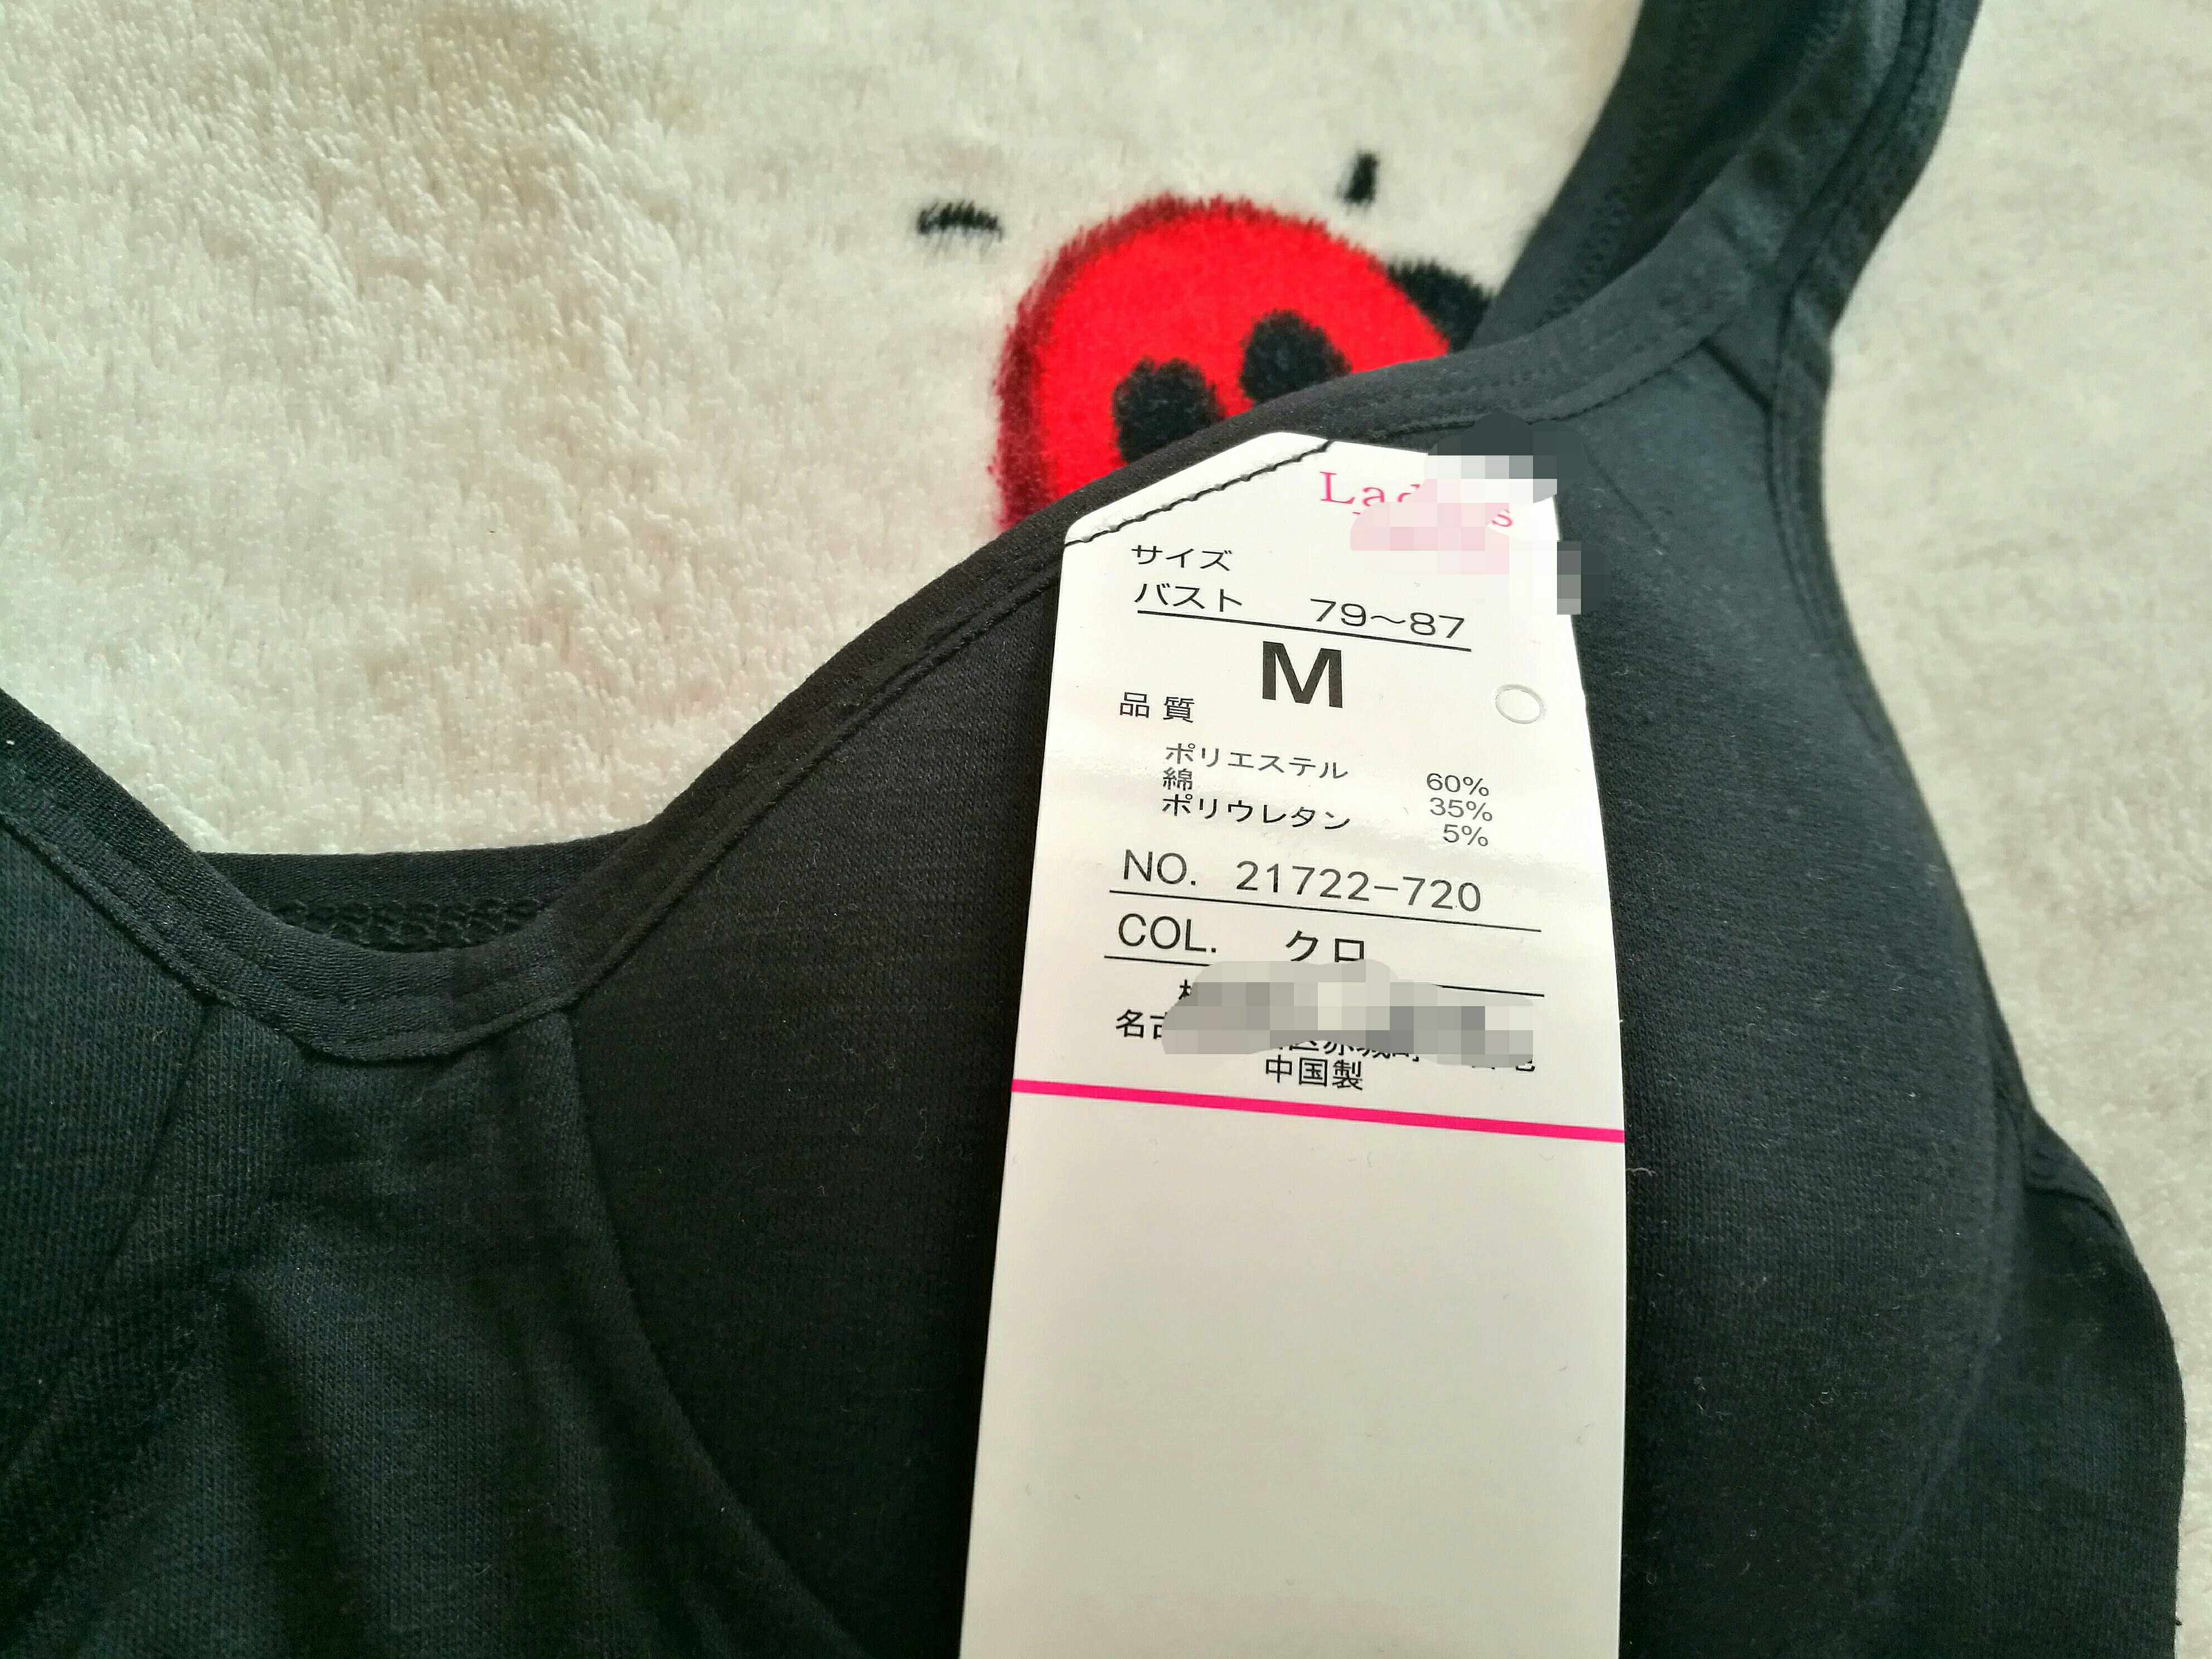 サイズ
バスト 79～87
M
品質
ポリエステル 60%
綿 35%
ポリウレタン 5%
NO. 21722-720
COL. クロ
中国製